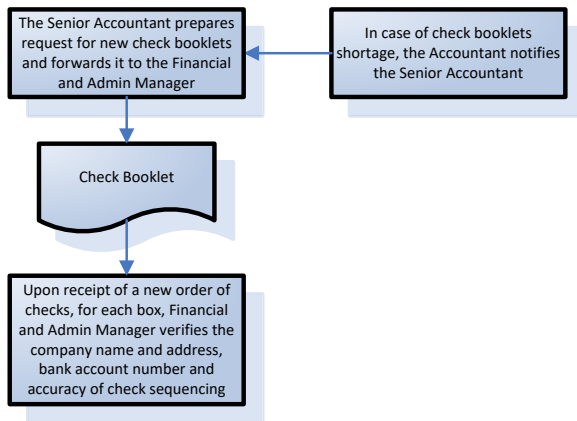 The Senior Accountant prepares
request for new check booklets
and forwards it to the Financial
and Admin Manager
In case of check booklets
shortage, the Accountant notifies
the Senior Accountant
Check Booklet
Upon receipt of a new order of
checks, for each box, Financial
and Admin Manager verifies the
company name and address,
bank account number and
accuracy of check sequencing